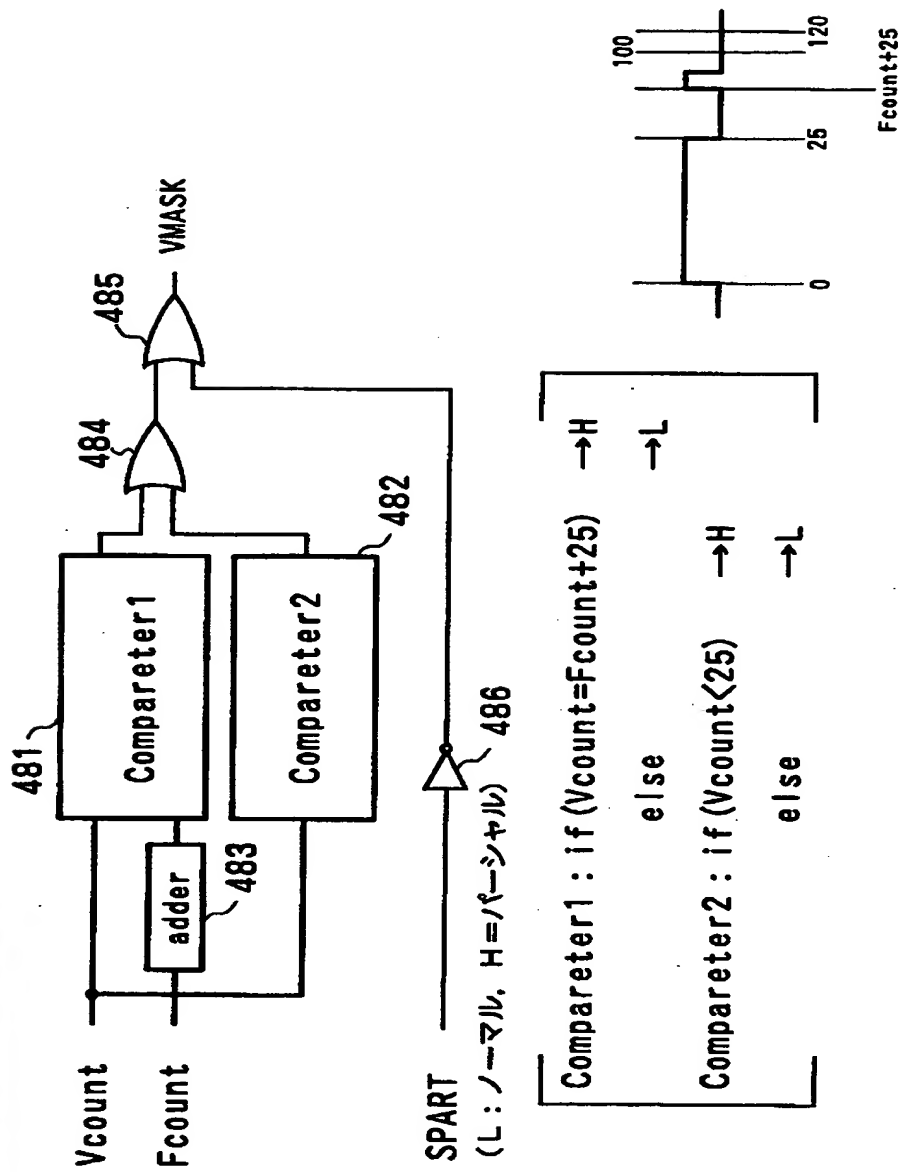 Vcount
Fcount
481
Compareter1
adder
483
Compareter2
482
484
485
VMASK
SPART
(L:ノーマル, H=パーシャル)
486
Compareter1 : if(Vcount=Fcount+25) →H
else →L
Compareter2 : if(Vcount<25) →H
else →L
100
0
25
120
Fcount+25